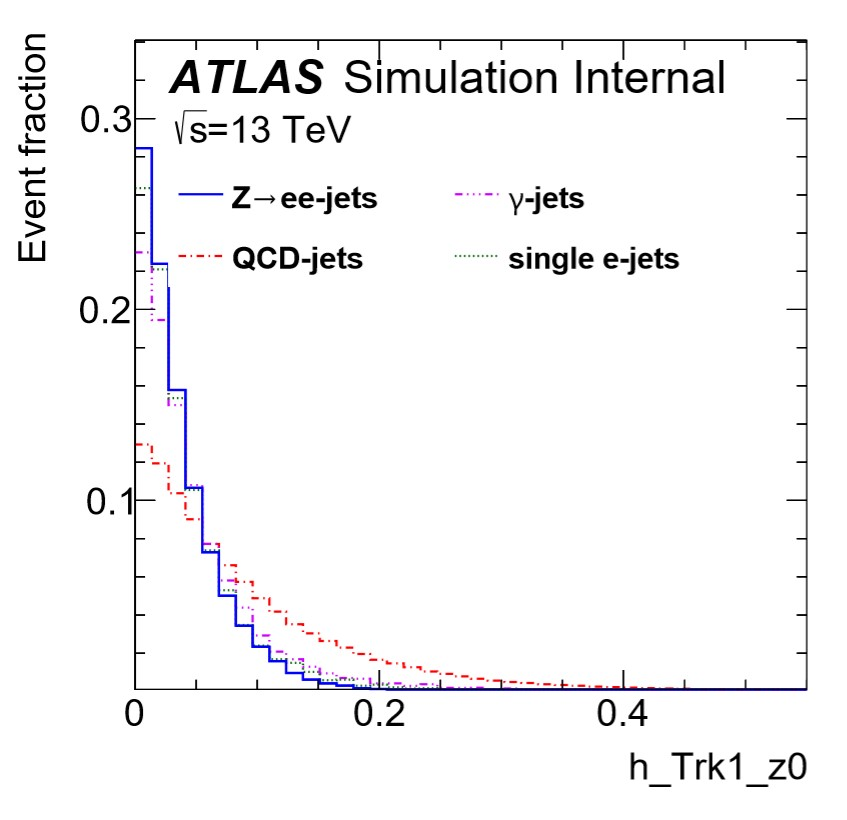 Event fraction
ATLAS Simulation Internal
√s=13 TeV
Z→ee-jets
γ-jets
QCD-jets
single e-jets
0.3
0.2
0.1
0
0.2
0.4
h_Trk1_z0